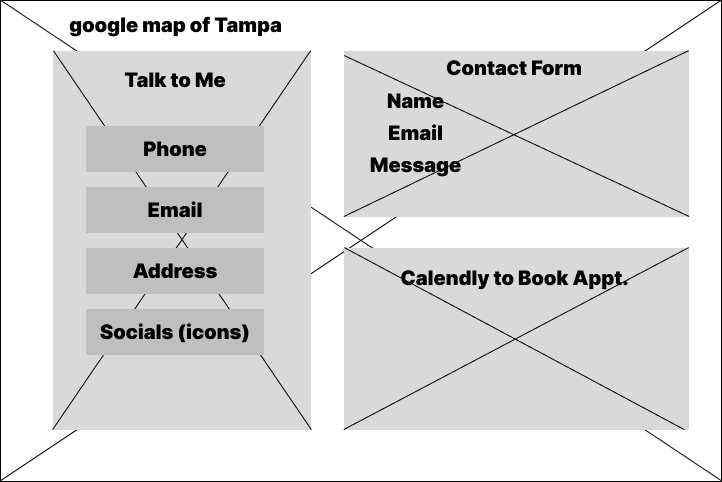 google map of Tampa
Talk to Me
Phone
Email
Address
Socials (icons)
Contact Form
Name
Email
Message
Calendly to Book Appt.